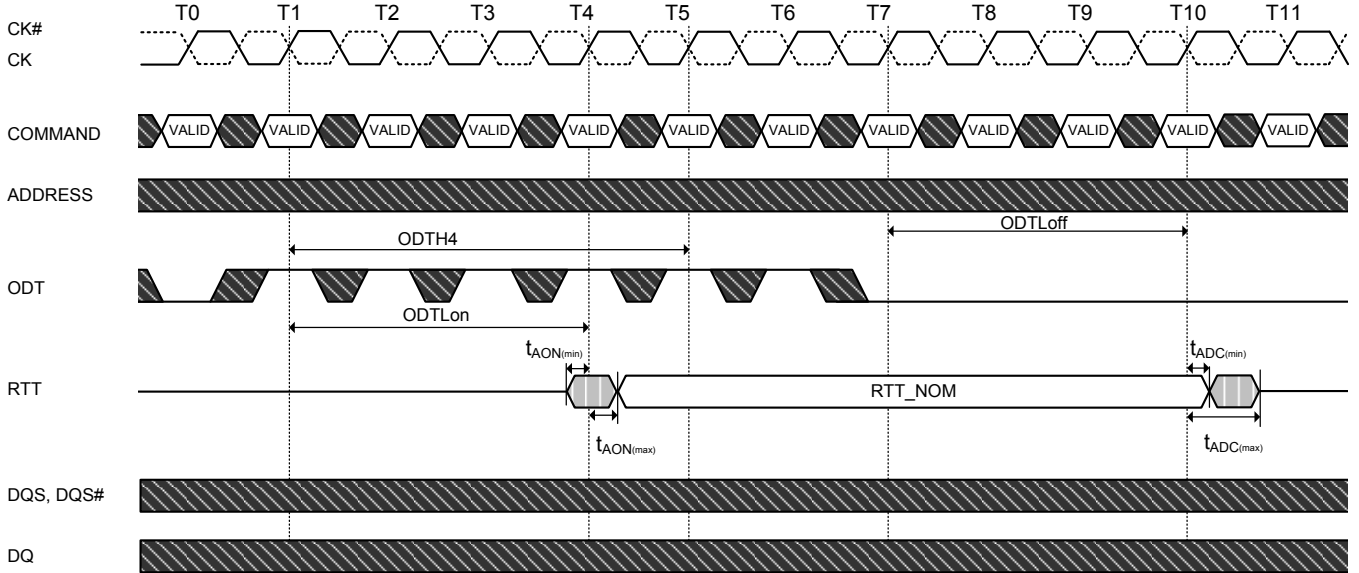 T0 T1 T2 T3 T4 T5 T6 T7 T8 T9 T10 T11
CK#
CK
COMMAND VALID VALID VALID VALID VALID VALID VALID VALID VALID VALID VALID VALID
ADDRESS
ODTLoff
ODTH4
ODT
ODTLon
tAON(min) tADC(min)
RTT RTT_NOM
tAON(max) tADC(max)
DQS, DQS#
DQ